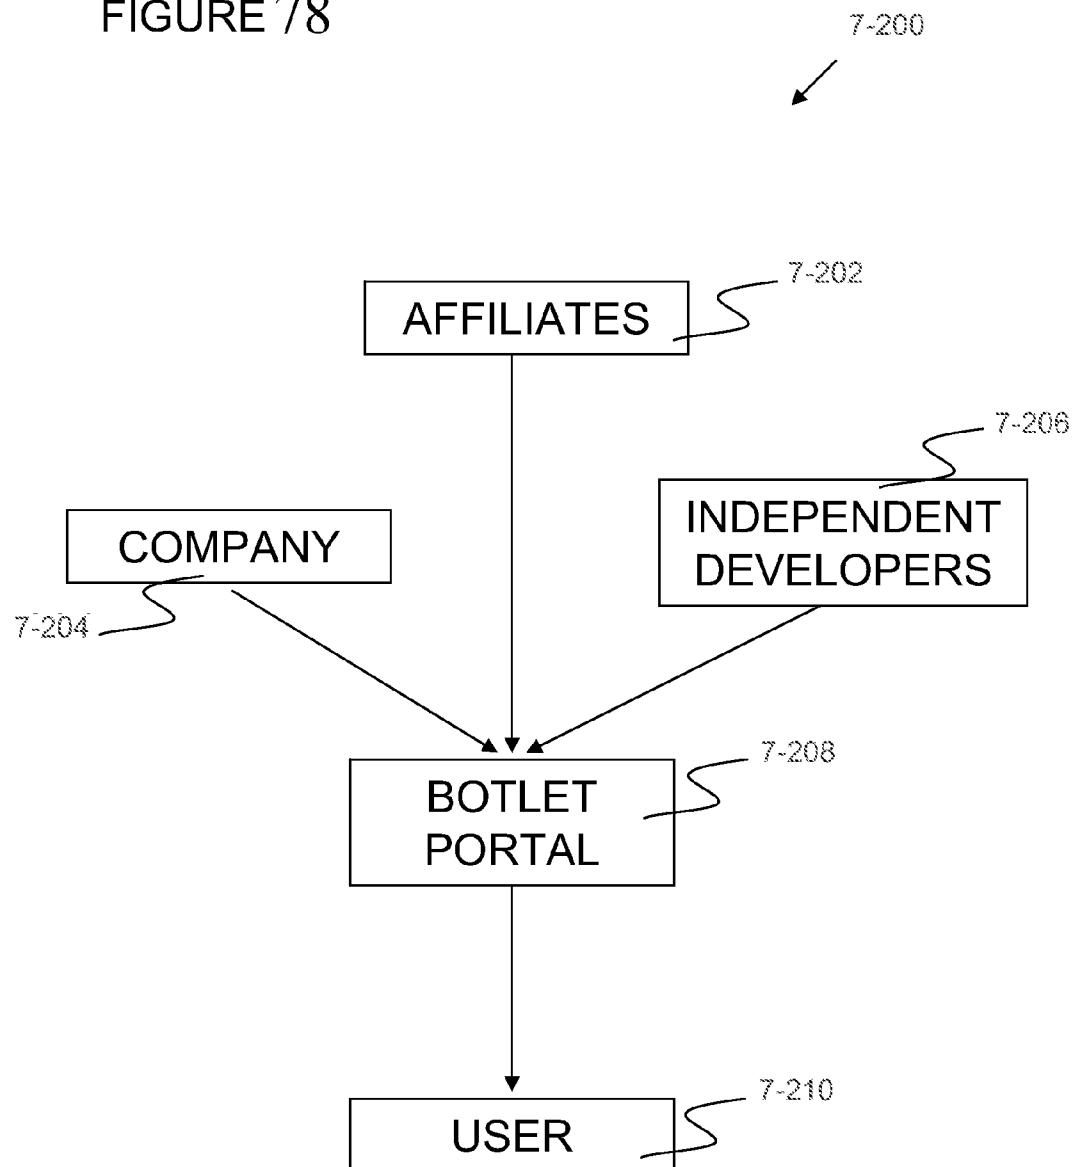 FIGURE 78
7-200
7-202
AFFILIATES
7-206
INDEPENDENT
DEVELOPERS
COMPANY
7-204
7-208
BOTLET
PORTAL
7-210
USER